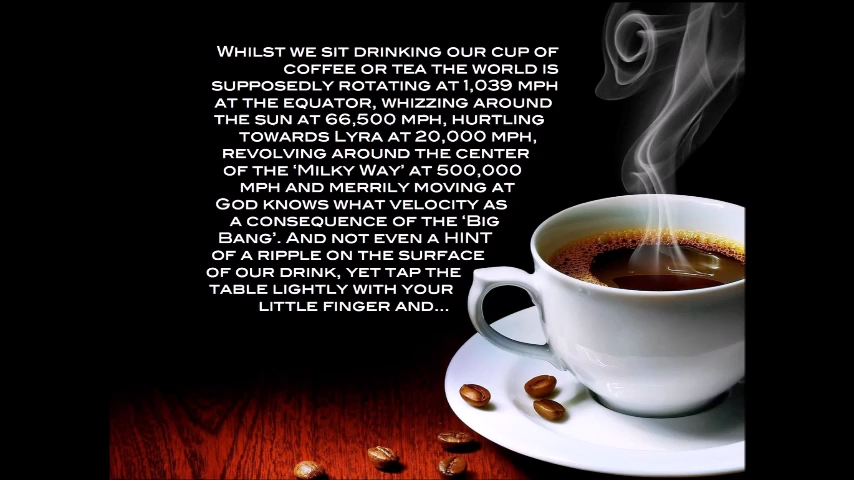 Whilst we sit drinking our cup of
coffee or tea the world is
supposedly rotating at 1,039 mph
at the equator, whizzing around
the sun at 66,500 mph, hurtling
towards Lyra at 20,000 mph,
revolving around the center
of the ‘Milky Way’ at 500,000
mph and merrily moving at
God knows what velocity as
a consequence of the ‘Big
Bang’. And not even a HINT
of a ripple on the surface
of our drink, yet tap the
table lightly with your
little finger and...